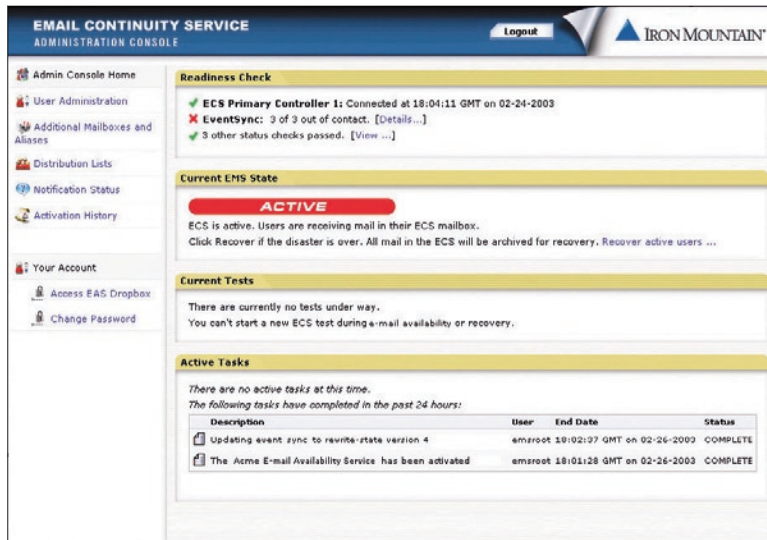 EMAIL CONTINUITY SERVICE
ADMINISTRATION CONSOLE
Logout
IRON MOUNTAIN
Admin Console Home
User Administration
Additional Mailboxes and
Aliases
Distribution Lists
Notification Status
Activation History
Your Account
Access EAS Dropbox
Change Password
Readiness Check
ECS Primary Controller 1: Connected at 18:04:11 GMT on 02-24-2003
EventSync: 3 of 3 out of contact. [Details...]
3 other status checks passed. [View ...]
Current EMS State
ACTIVE
ECS is active. Users are receiving mail in their ECS mailbox.
Click Recover if the disaster is over. All mail in the ECS will be archived for recovery. Recover active users ...
Current Tests
There are currently no tests under way.
You can't start a new ECS test during e-mail availability or recovery.
Active Tasks
There are no active tasks at this time.
The following tasks have completed in the past 24 hours:
Description User End Date Status
Updating event sync to rewrite-state version 4 emsroot 18:02:37 GMT on 02-26-2003 COMPLETE
The Acme E-mail Availability Service has been activated emsroot 18:01:28 GMT on 02-26-2003 COMPLETE